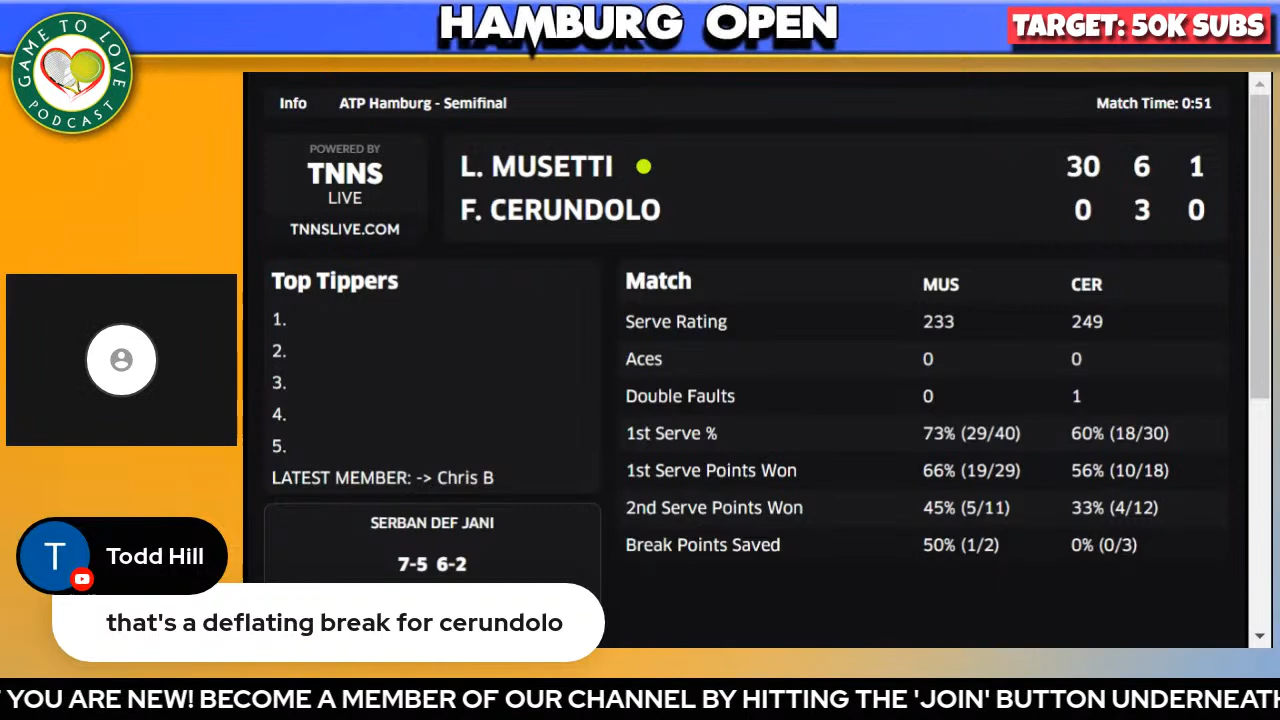 HAMBURG OPEN
TARGET: 50K SUBS
GAME TO LOVE
PODCAST
Info ATP Hamburg - Semifinal Match Time: 0:51
POWERED BY
TNNS
LIVE
TNNSLIVE.COM
L. MUSETTI 30 6 1
F. CERUNDOLO 0 3 0
Top Tippers
1.
2.
3.
4.
5.
LATEST MEMBER: -> Chris B
SERBAN DEF JANI
7-5 6-2
Match MUS CER
Serve Rating 233 249
Aces 0 0
Double Faults 0 1
1st Serve % 73% (29/40) 60% (18/30)
1st Serve Points Won 66% (19/29) 56% (10/18)
2nd Serve Points Won 45% (5/11) 33% (4/12)
Break Points Saved 50% (1/2) 0% (0/3)
T Todd Hill
that's a deflating break for cerundolo
YOU ARE NEW! BECOME A MEMBER OF OUR CHANNEL BY HITTING THE 'JOIN' BUTTON UNDERNEATH